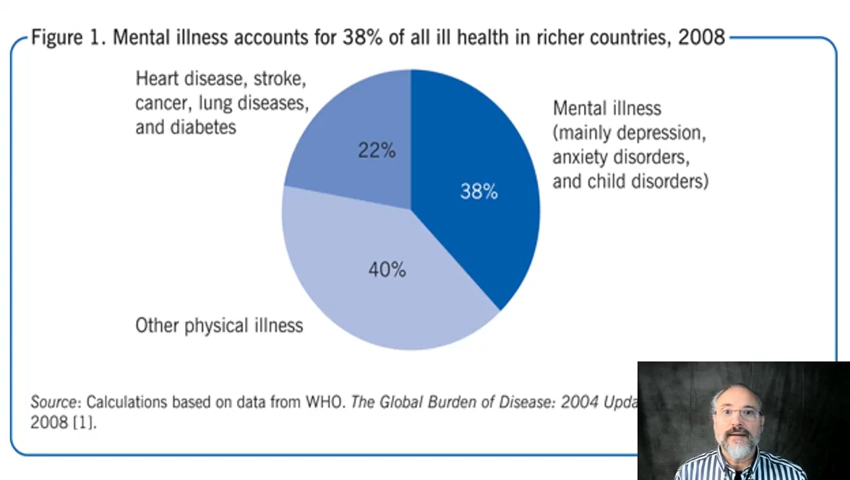 Figure 1. Mental illness accounts for 38% of all ill health in richer countries, 2008
Heart disease, stroke,
cancer, lung diseases,
and diabetes
22%
Mental illness
(mainly depression,
anxiety disorders,
and child disorders)
38%
40%
Other physical illness
Source: Calculations based on data from WHO. The Global Burden of Disease: 2004
2008 [1].